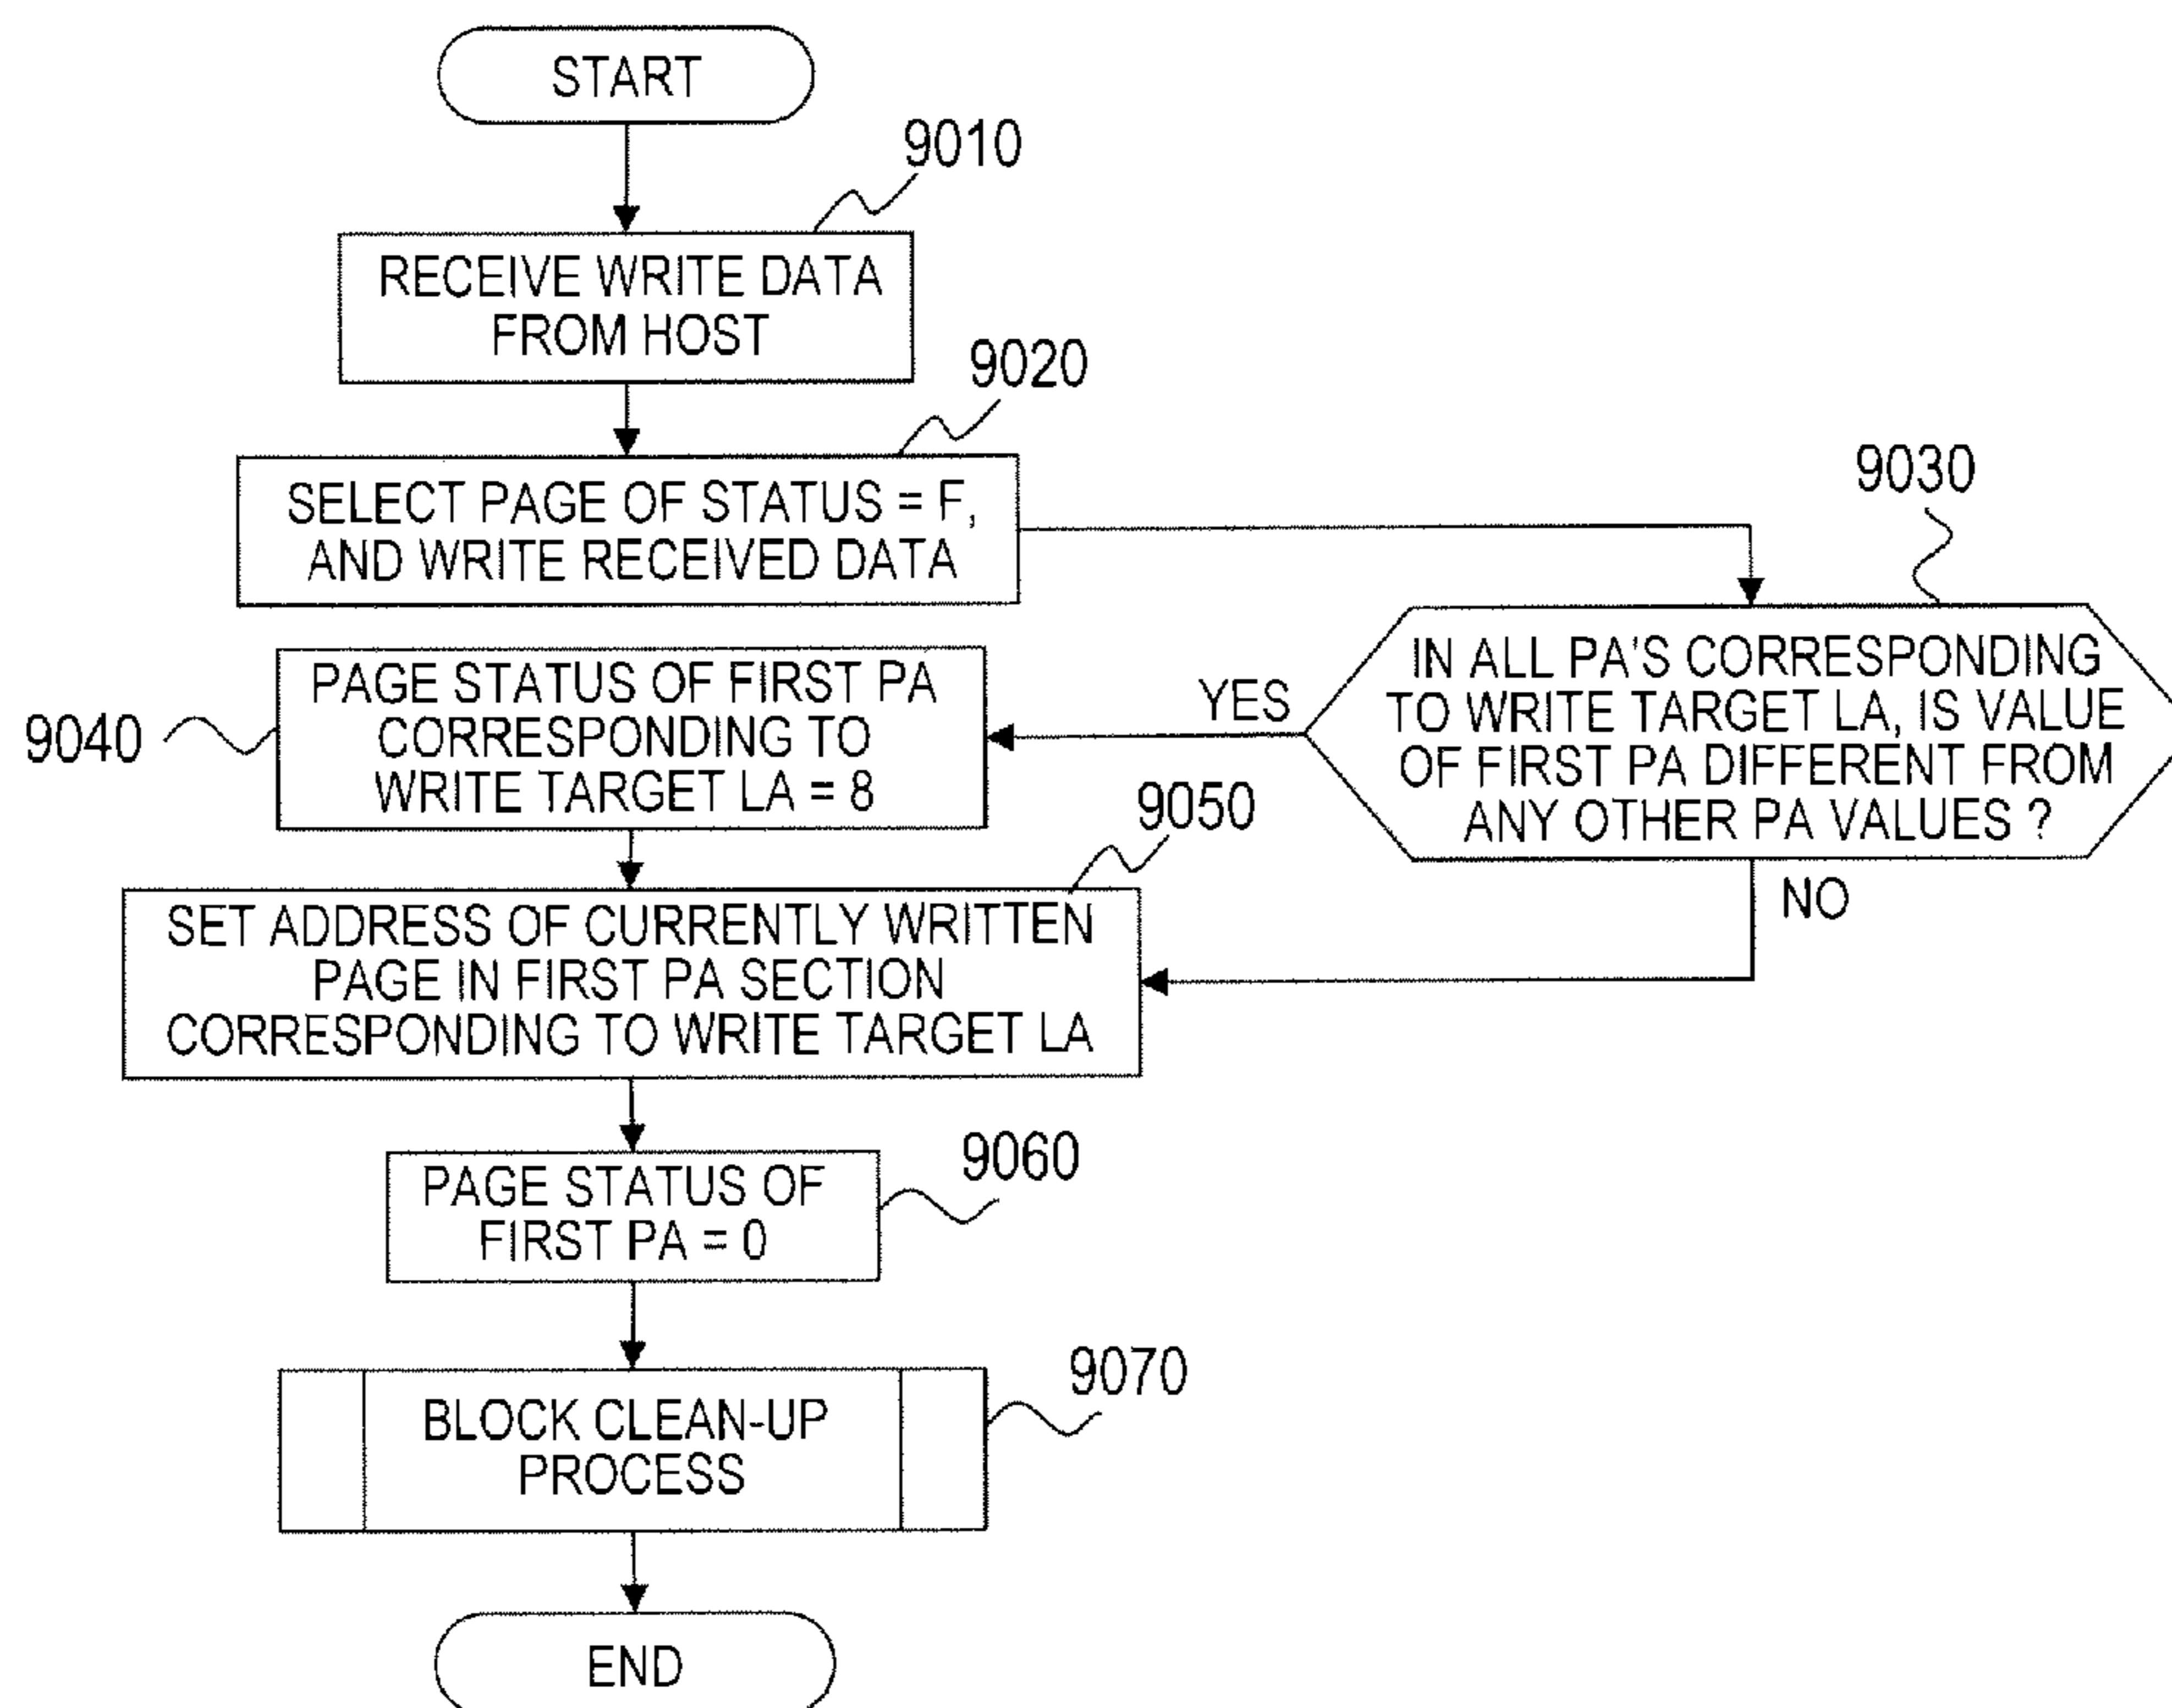 START
9010
RECEIVE WRITE DATA
FROM HOST
9020
SELECT PAGE OF STATUS = F,
AND WRITE RECEIVED DATA
9030
IN ALL PA'S CORRESPONDING
TO WRITE TARGET LA, IS VALUE
OF FIRST PA DIFFERENT FROM
ANY OTHER PA VALUES ?
YES
NO
9040
PAGE STATUS OF FIRST PA
CORRESPONDING TO
WRITE TARGET LA = 8
9050
SET ADDRESS OF CURRENTLY WRITTEN
PAGE IN FIRST PA SECTION
CORRESPONDING TO WRITE TARGET LA
9060
PAGE STATUS OF
FIRST PA = 0
9070
BLOCK CLEAN-UP
PROCESS
END